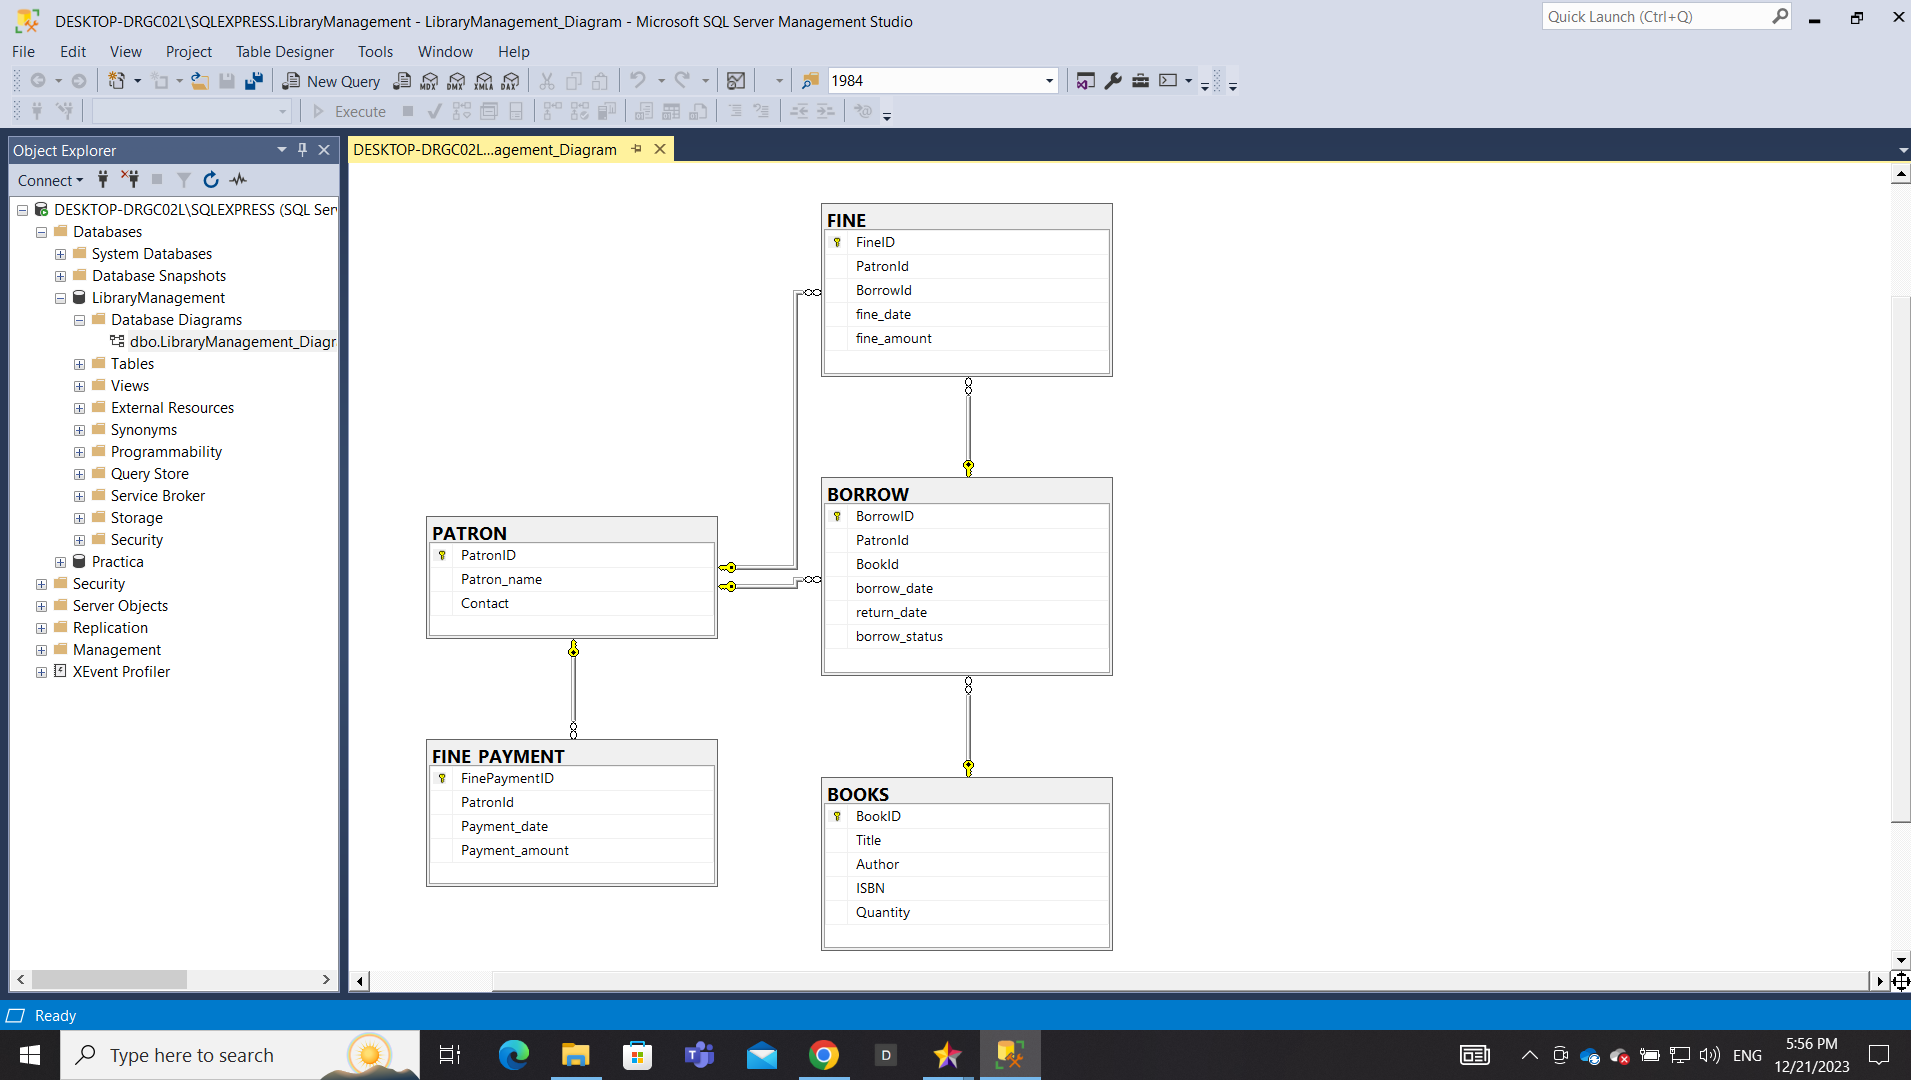 DESKTOP-DRGC02L\SQLEXPRESS.LibraryManagement - LibraryManagement_Diagram - Microsoft SQL Server Management Studio
Quick Launch (Ctrl+Q)
File Edit View Project Table Designer Tools Window Help
New Query MDX DMX XMLA DAX 1984
Execute
Object Explorer
DESKTOP-DRGC02L...agement_Diagram
Connect
DESKTOP-DRGC02L\SQLEXPRESS (SQL Ser
Databases
System Databases
Database Snapshots
LibraryManagement
Database Diagrams
dbo.LibraryManagement_Diagr
Tables
Views
External Resources
Synonyms
Programmability
Query Store
Service Broker
Storage
Security
Practica
Security
Server Objects
Replication
Management
XEvent Profiler
FINE
FineID
PatronId
BorrowId
fine_date
fine_amount
BORROW
BorrowID
PatronId
BookId
borrow_date
return_date
borrow_status
PATRON
PatronID
Patron_name
Contact
FINE_PAYMENT
FinePaymentID
PatronId
Payment_date
Payment_amount
BOOKS
BookID
Title
Author
ISBN
Quantity
Ready
Type here to search
D
ENG
5:56 PM
12/21/2023